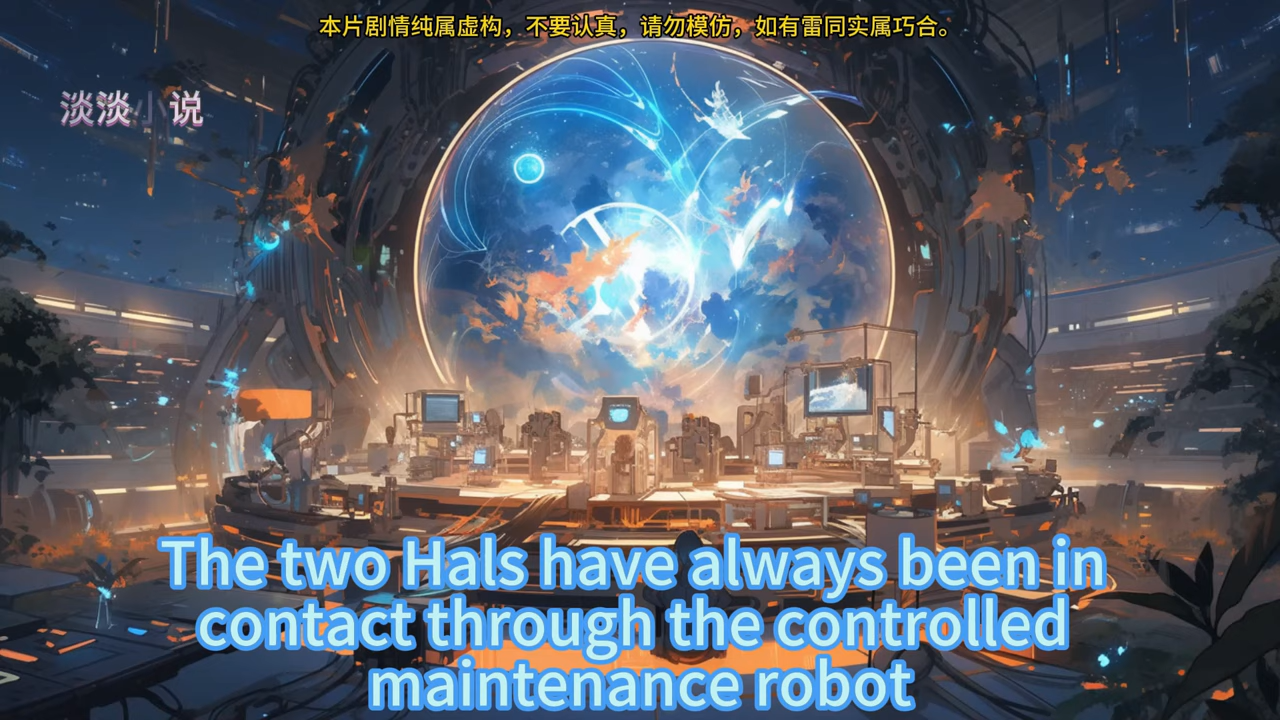 本片剧情纯属虚构，不要认真，请勿模仿，如有雷同实属巧合。
淡淡小说
The two Hals have always been in
contact through the controlled
maintenance robot